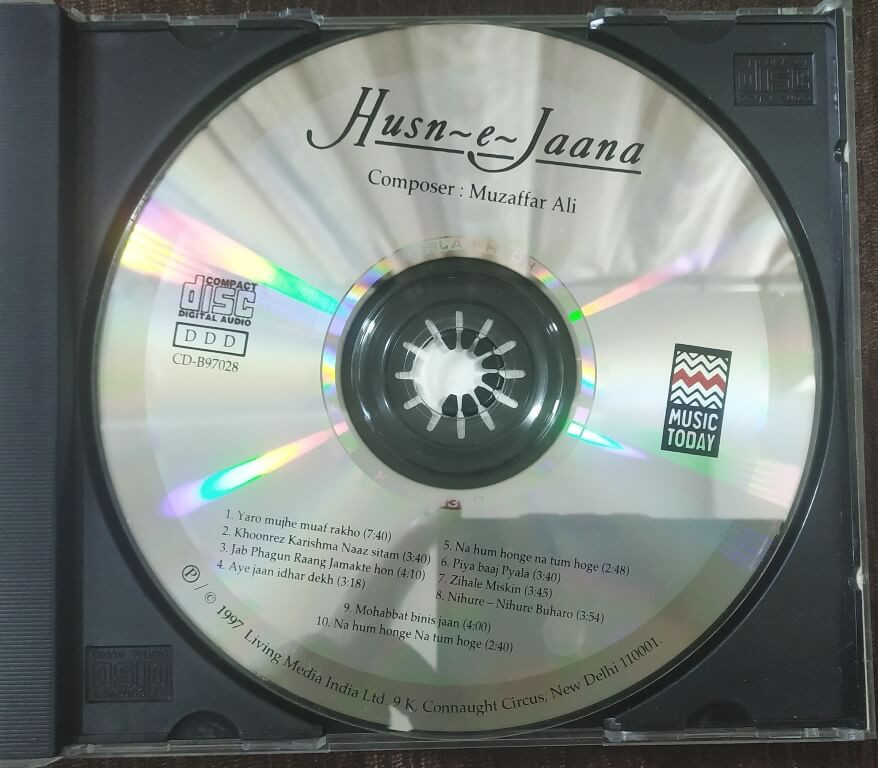 Husn~e~Jaana
Composer : Muzaffar Ali
COMPACT
disc
DIGITAL AUDIO
DDD
CD-B97028
MUSIC
TODAY
1. Yaro mujhe muaf rakho (7:40)
2. Khoonrez Karishma Naaz sitam (3:40)
3. Jab Phagun Raang Jamakte hon (4:10)
4. Aye jaan idhar dekh (3:18)
5. Na hum honge na tum hoge (2:48)
6. Piya baaj Pyala (3:40)
7. Zihale Miskin (3:45)
8. Nihure – Nihure Buharo (3:54)
9. Mohabbat binis jaan (4:00)
10. Na hum honge Na tum hoge (2:40)
℗ / © 1997 Living Media India Ltd. 9 K, Connaught Circus, New Delhi 110001.
disc